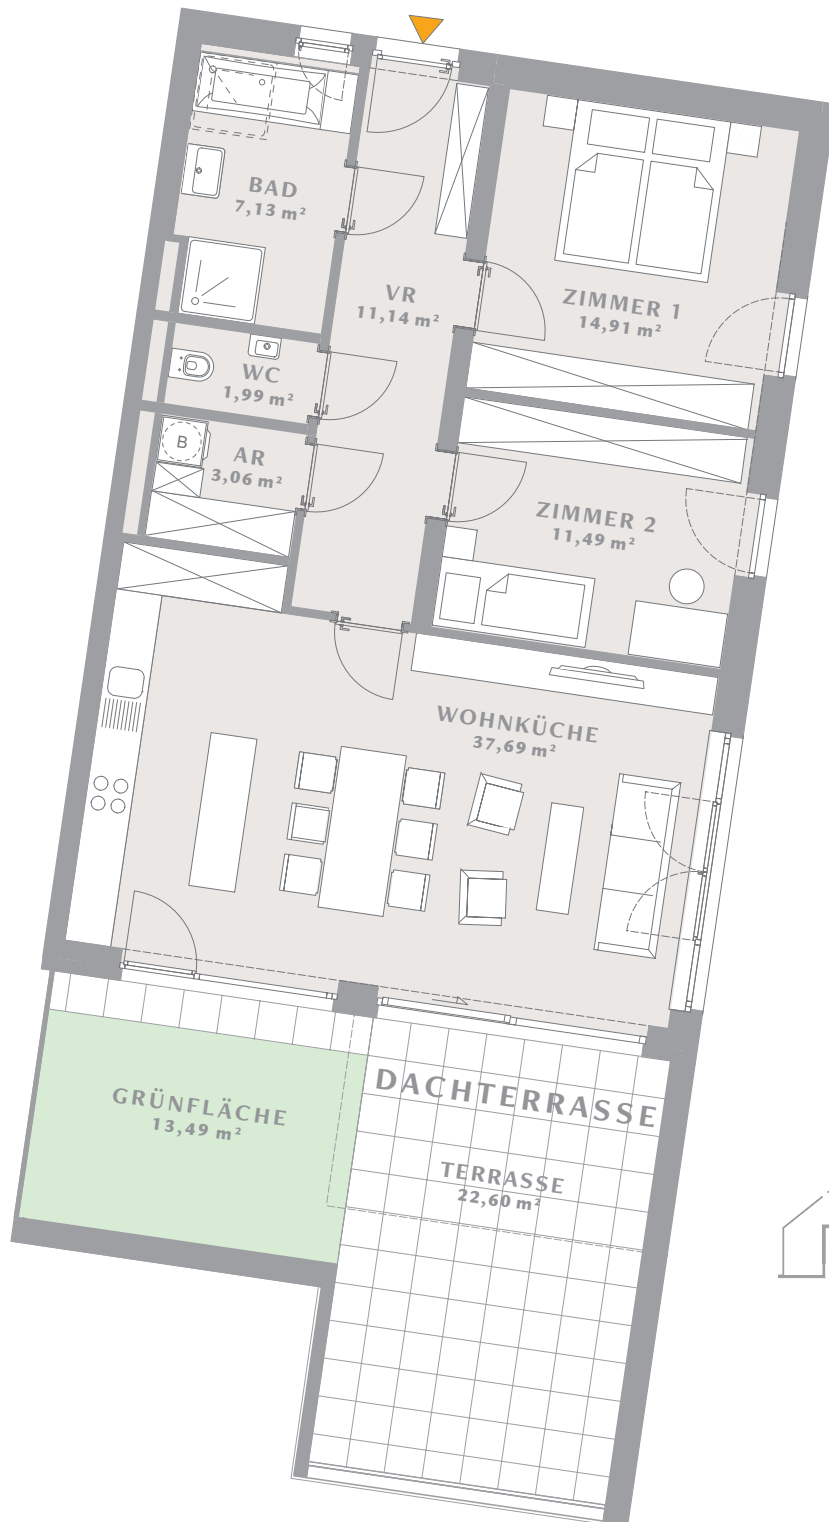 BAD
7,13 m²
VR
11,14 m²
ZIMMER 1
14,91 m²
WC
1,99 m²
B
AR
3,06 m²
ZIMMER 2
11,49 m²
WOHNKÜCHE
37,69 m²
DACHTERRASSE
GRÜNFLÄCHE
13,49 m²
TERRASSE
22,60 m²